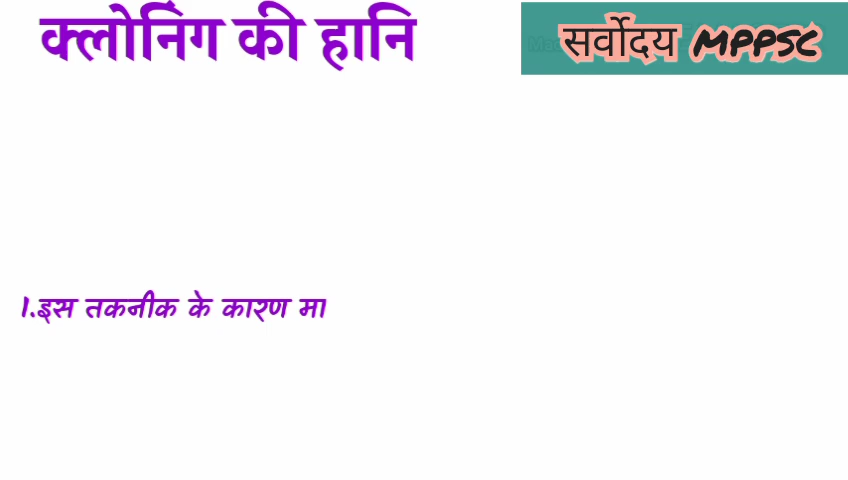 क्लोनिंग की हानि
सर्वोदय MPPSC
1.इस तकनीक के कारण मा